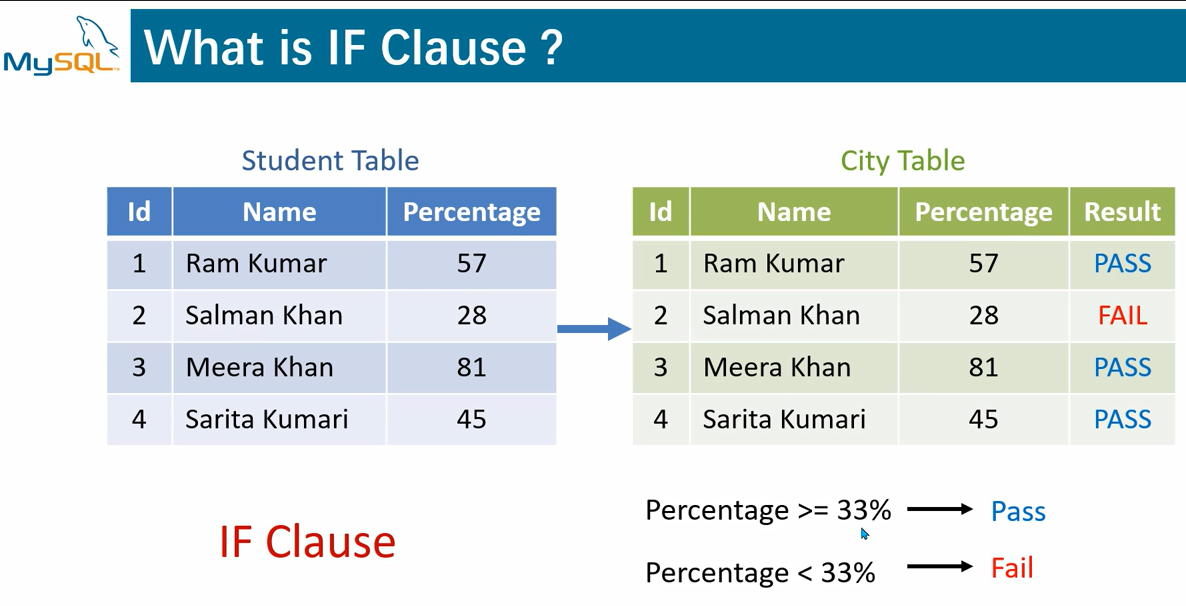 MySQL™
What is IF Clause ?
Student Table
Id Name Percentage
1 Ram Kumar 57
2 Salman Khan 28
3 Meera Khan 81
4 Sarita Kumari 45
City Table
Id Name Percentage Result
1 Ram Kumar 57 PASS
2 Salman Khan 28 FAIL
3 Meera Khan 81 PASS
4 Sarita Kumari 45 PASS
IF Clause
Percentage >= 33% Pass
Percentage < 33% Fail